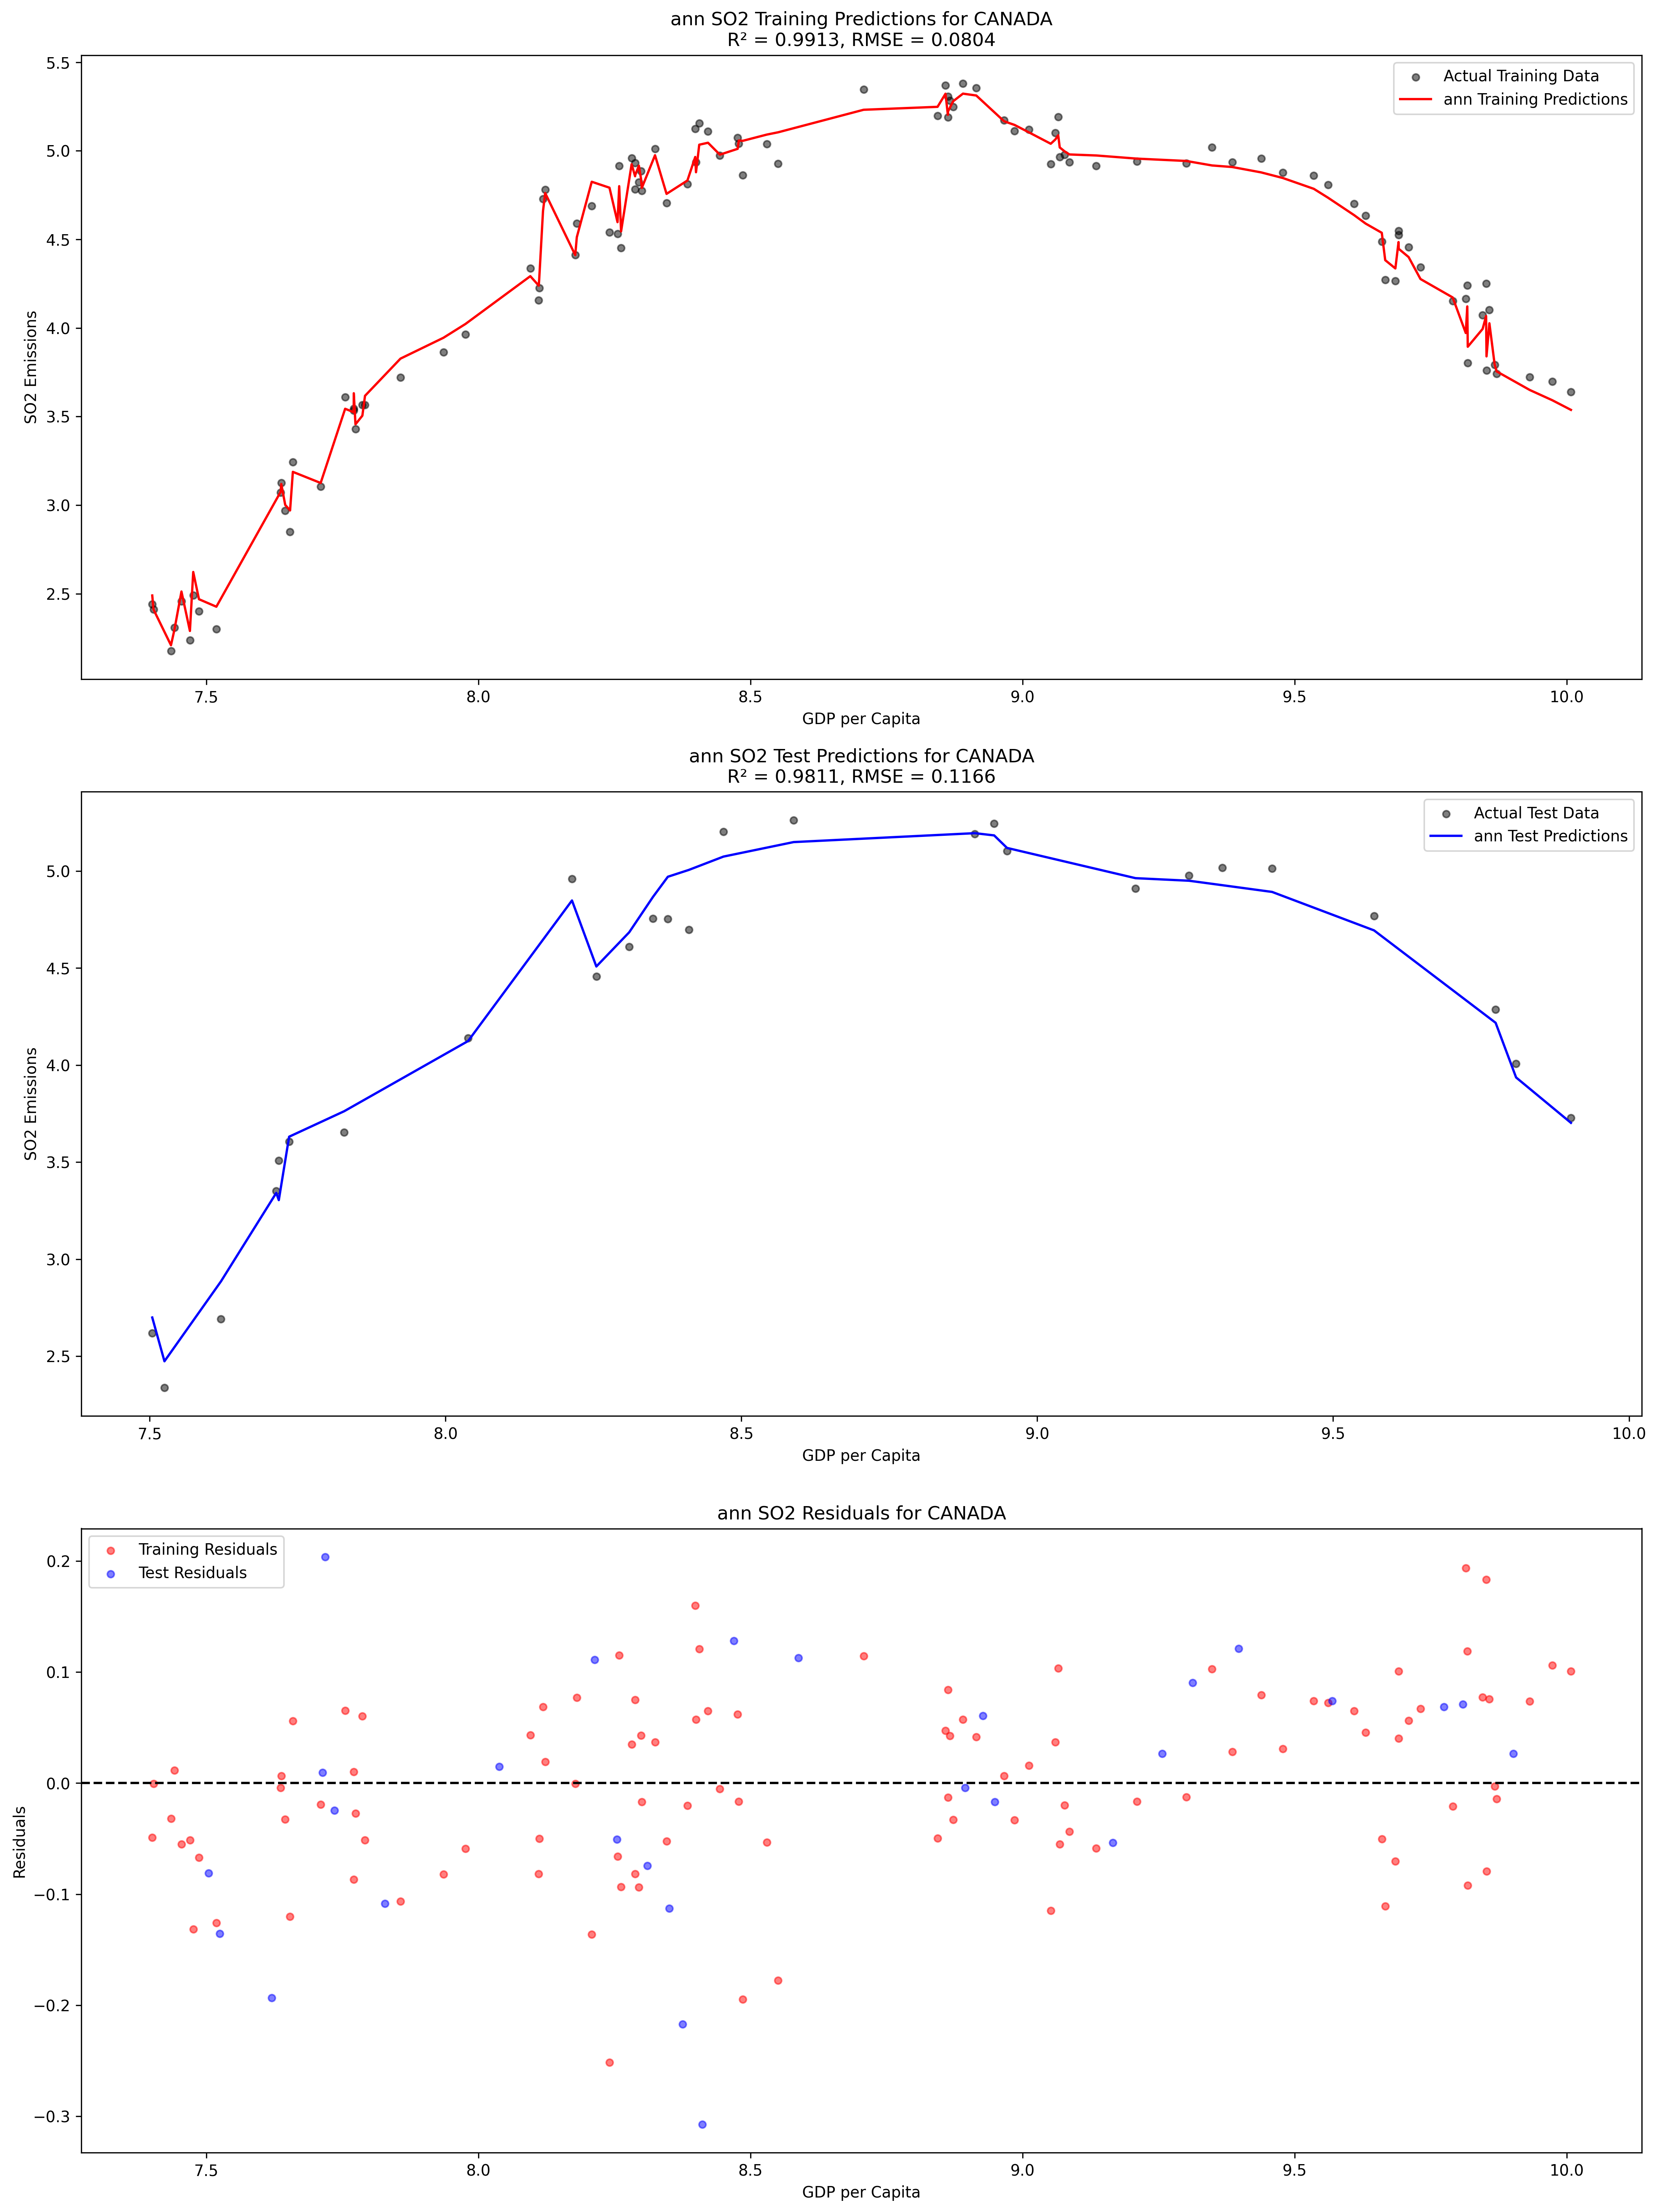 ann SO2 Training Predictions for CANADA
R² = 0.9913, RMSE = 0.0804
Actual Training Data
ann Training Predictions
5.5
5.0
4.5
4.0
3.5
3.0
2.5
SO2 Emissions
7.5 8.0 8.5 9.0 9.5 10.0
GDP per Capita
ann SO2 Test Predictions for CANADA
R² = 0.9811, RMSE = 0.1166
Actual Test Data
ann Test Predictions
5.0
4.5
4.0
3.5
3.0
2.5
SO2 Emissions
7.5 8.0 8.5 9.0 9.5 10.0
GDP per Capita
ann SO2 Residuals for CANADA
Training Residuals
Test Residuals
0.2
0.1
0.0
−0.1
−0.2
−0.3
Residuals
7.5 8.0 8.5 9.0 9.5 10.0
GDP per Capita